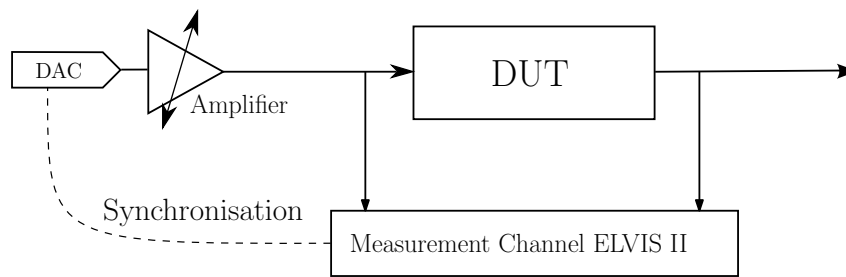 DAC
Amplifier
DUT
Synchronisation
Measurement Channel ELVIS II